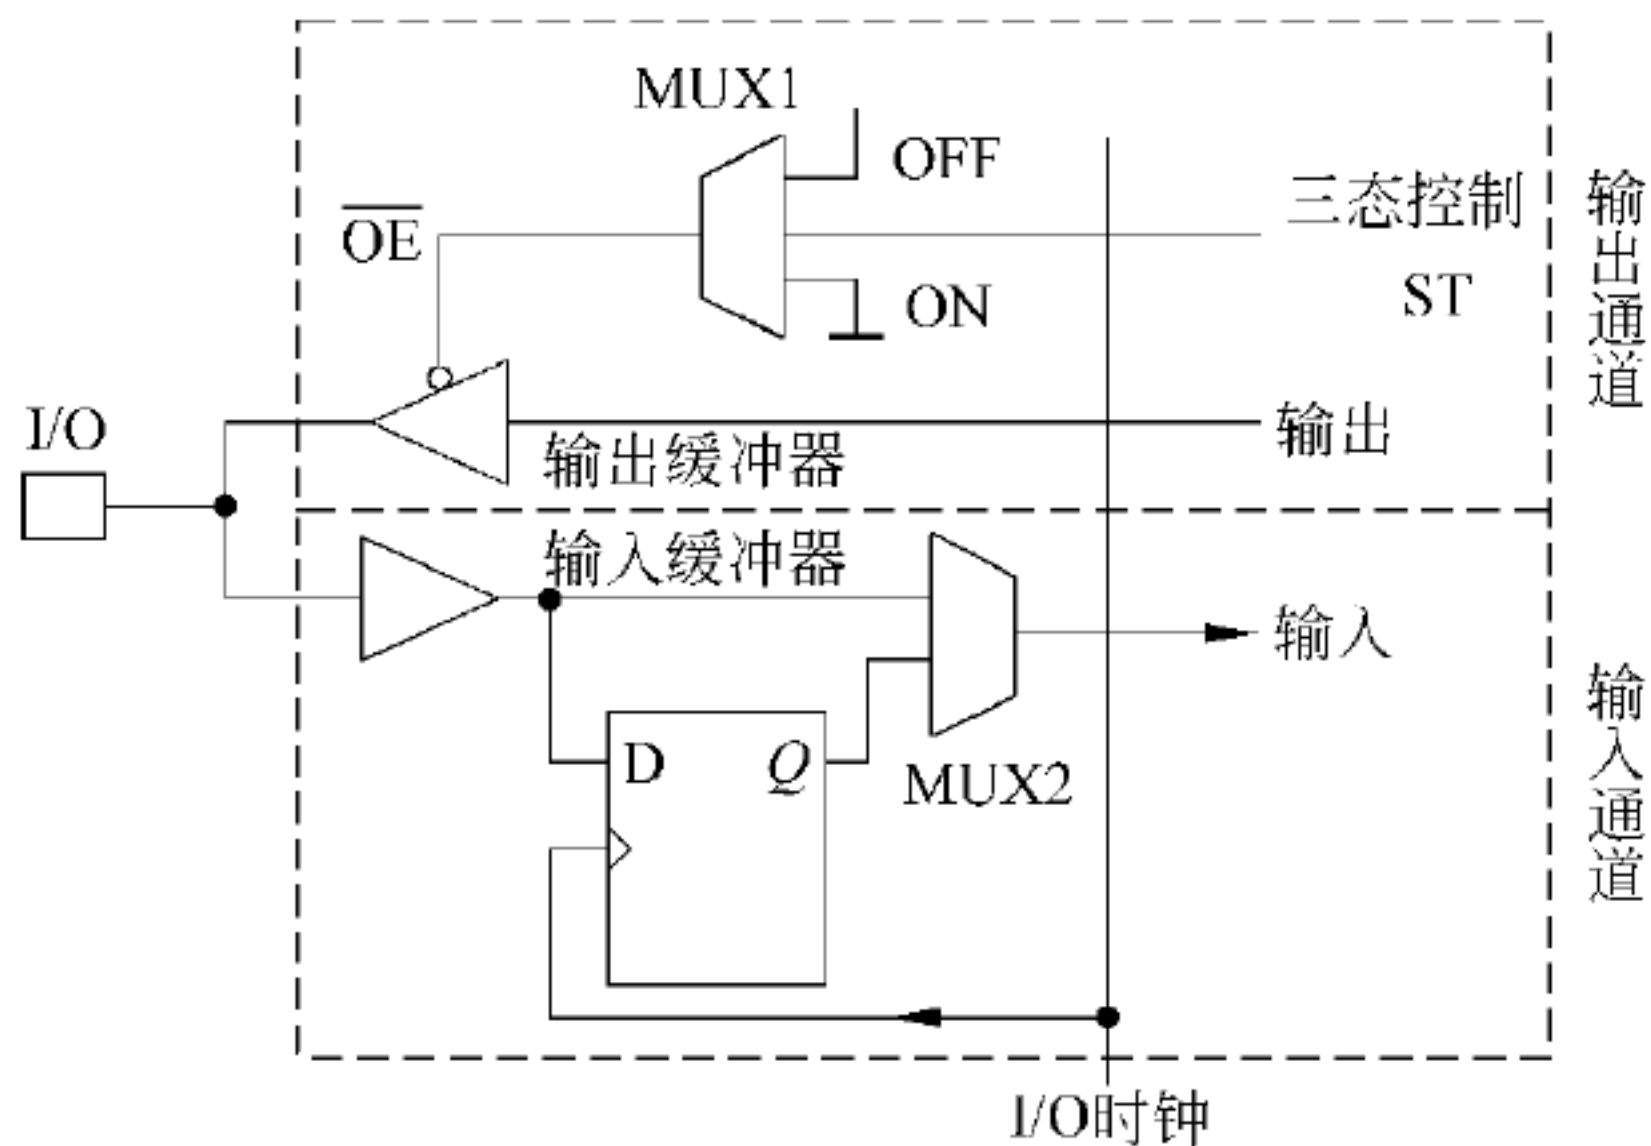 MUX1
OFF
三态控制
ST
O̅E̅
ON
输出通道
I/O
输出
输出缓冲器
输入缓冲器
输入
D
Q
MUX2
输入通道
I/O时钟